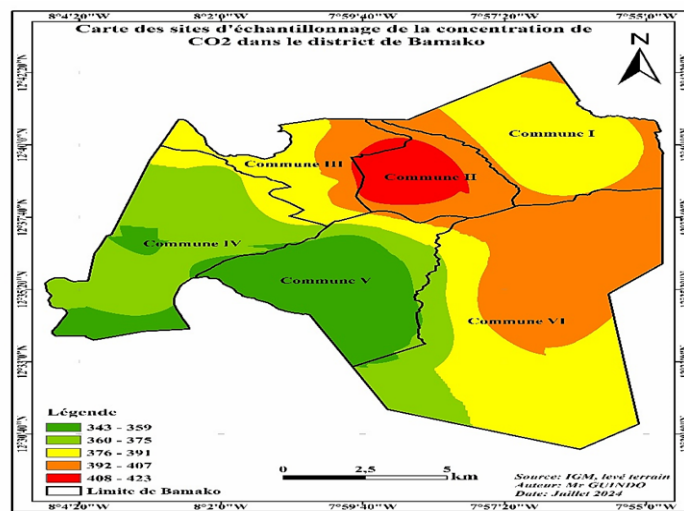 8°4'20"O 8°2'0"O 7°59'40"O 7°57'20"O 7°55'0"O
Carte des sites d'échantillonnage de la concentration de
CO2 dans le district de Bamako
N
12°42'20"N
Commune I
Commune III
Commune II
Commune IV
Commune V
Commune VI
Légende
343 - 359
360 - 375
376 - 391
392 - 407
408 - 423
Limite de Bamako
0 2,5 5
km
Source: IGM, levé terrain
Auteur: Mr GUINDO
Date: Juillet 2024
8°4'20"O 8°2'0"O 7°59'40"O 7°57'20"O 7°55'0"O